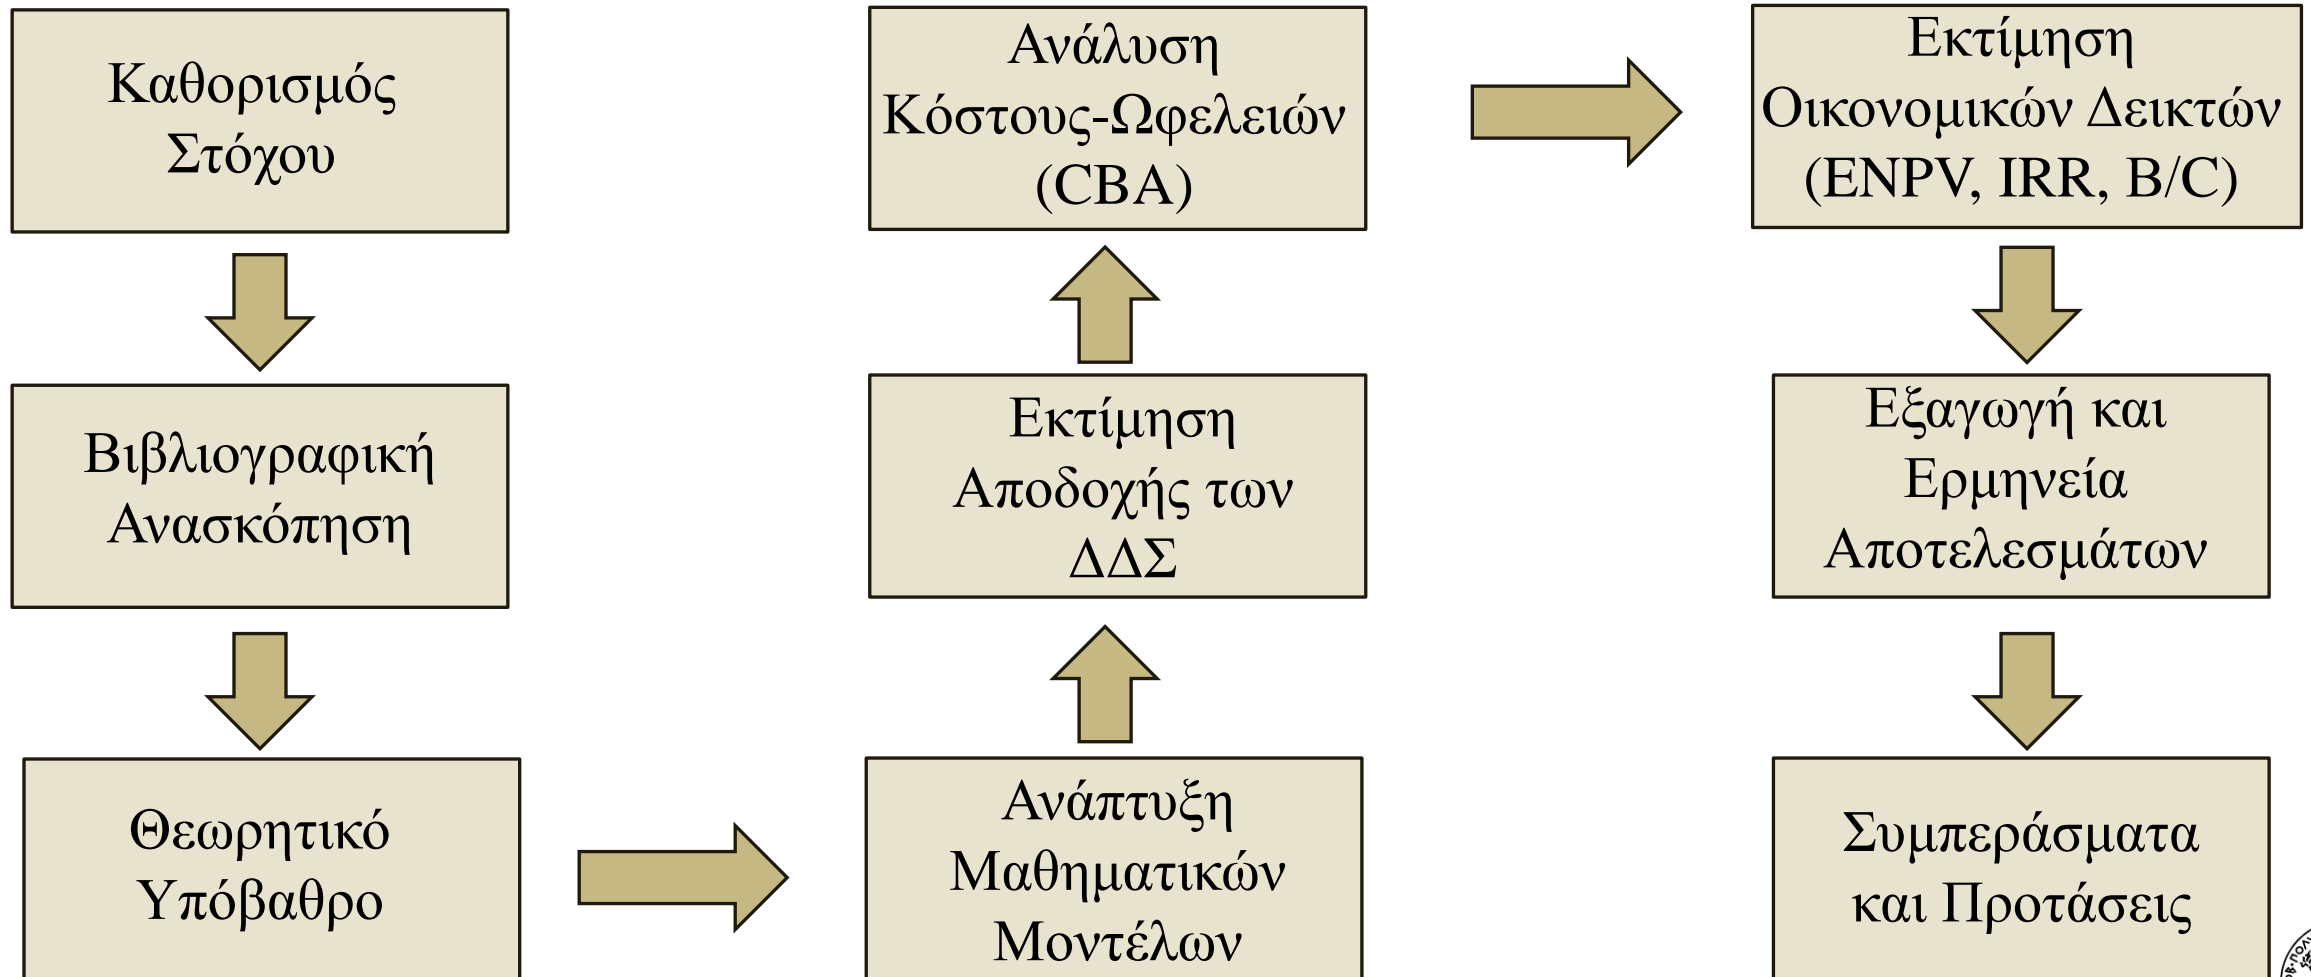 Καθορισμός
Στόχου
Βιβλιογραφική
Ανασκόπηση
Θεωρητικό
Υπόβαθρο
Ανάπτυξη
Μαθηματικών
Μοντέλων
Εκτίμηση
Αποδοχής των
ΔΔΣ
Ανάλυση
Κόστους-Ωφελειών
(CBA)
Εκτίμηση
Οικονομικών Δεικτών
(ENPV, IRR, B/C)
Εξαγωγή και
Ερμηνεία
Αποτελεσμάτων
Συμπεράσματα
και Προτάσεις